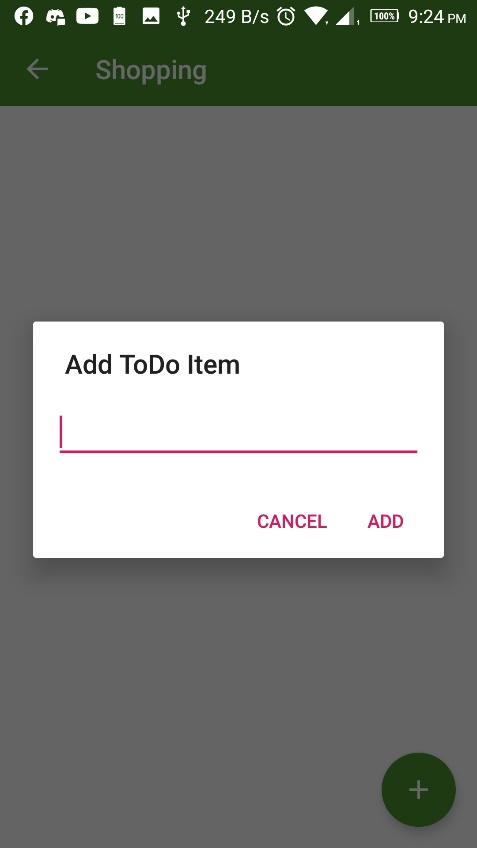 249 B/s 100% 9:24 PM
Shopping
Add ToDo Item
CANCEL ADD